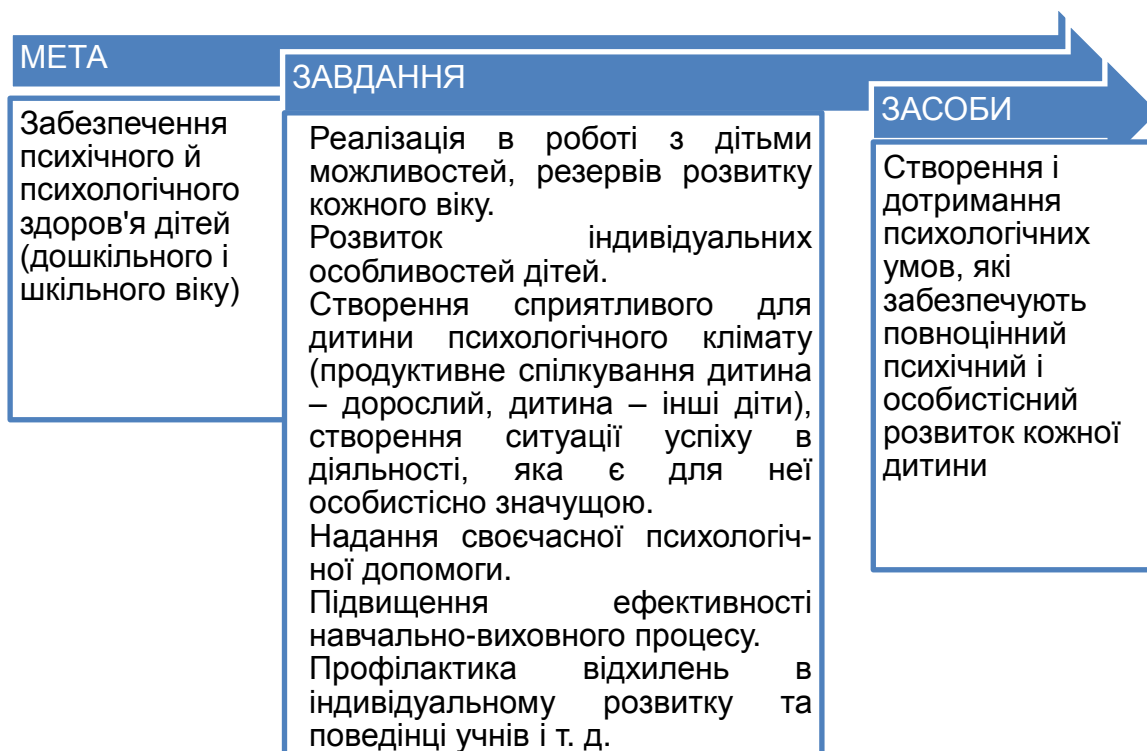 МЕТА
Забезпечення
психічного й
психологічного
здоров'я дітей
(дошкільного і
шкільного віку)
ЗАВДАННЯ
Реалізація в роботі з дітьми
можливостей, резервів розвитку
кожного віку.
Розвиток індивідуальних
особливостей дітей.
Створення сприятливого для
дитини психологічного клімату
(продуктивне спілкування дитина
– дорослий, дитина – інші діти),
створення ситуації успіху в
діяльності, яка є для неї
особистісно значущою.
Надання своєчасної психологіч-
ної допомоги.
Підвищення ефективності
навчально-виховного процесу.
Профілактика відхилень в
індивідуальному розвитку та
поведінці учнів і т. д.
ЗАСОБИ
Створення і
дотримання
психологічних
умов, які
забезпечують
повноцінний
психічний і
особистісний
розвиток кожної
дитини